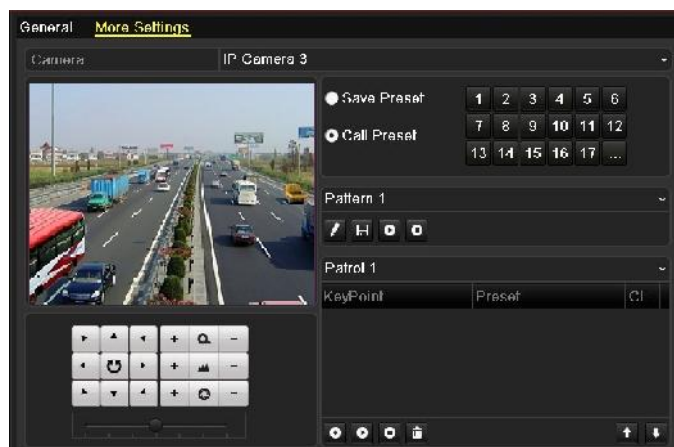 General More Settings
Camera IP Camera 3
Save Preset
1 2 3 4 5 6
Call Preset
7 8 9 10 11 12
13 14 15 16 17 ...
Pattern 1
Patrol 1
KeyPoint Preset